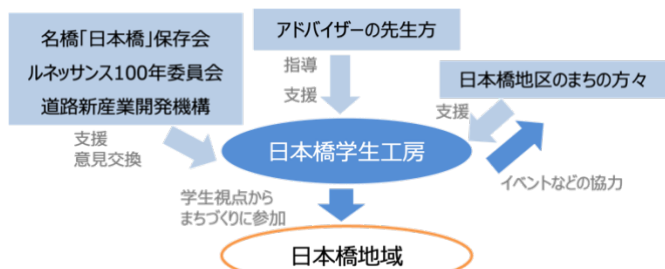 名橋「日本橋」保存会
ルネッサンス100年委員会
道路新産業開発機構
アドバイザーの先生方
指導
支援
日本橋地区のまちの方々
支援
支援
意見交換
日本橋学生工房
イベントなどの協力
学生視点から
まちづくりに参加
日本橋地域